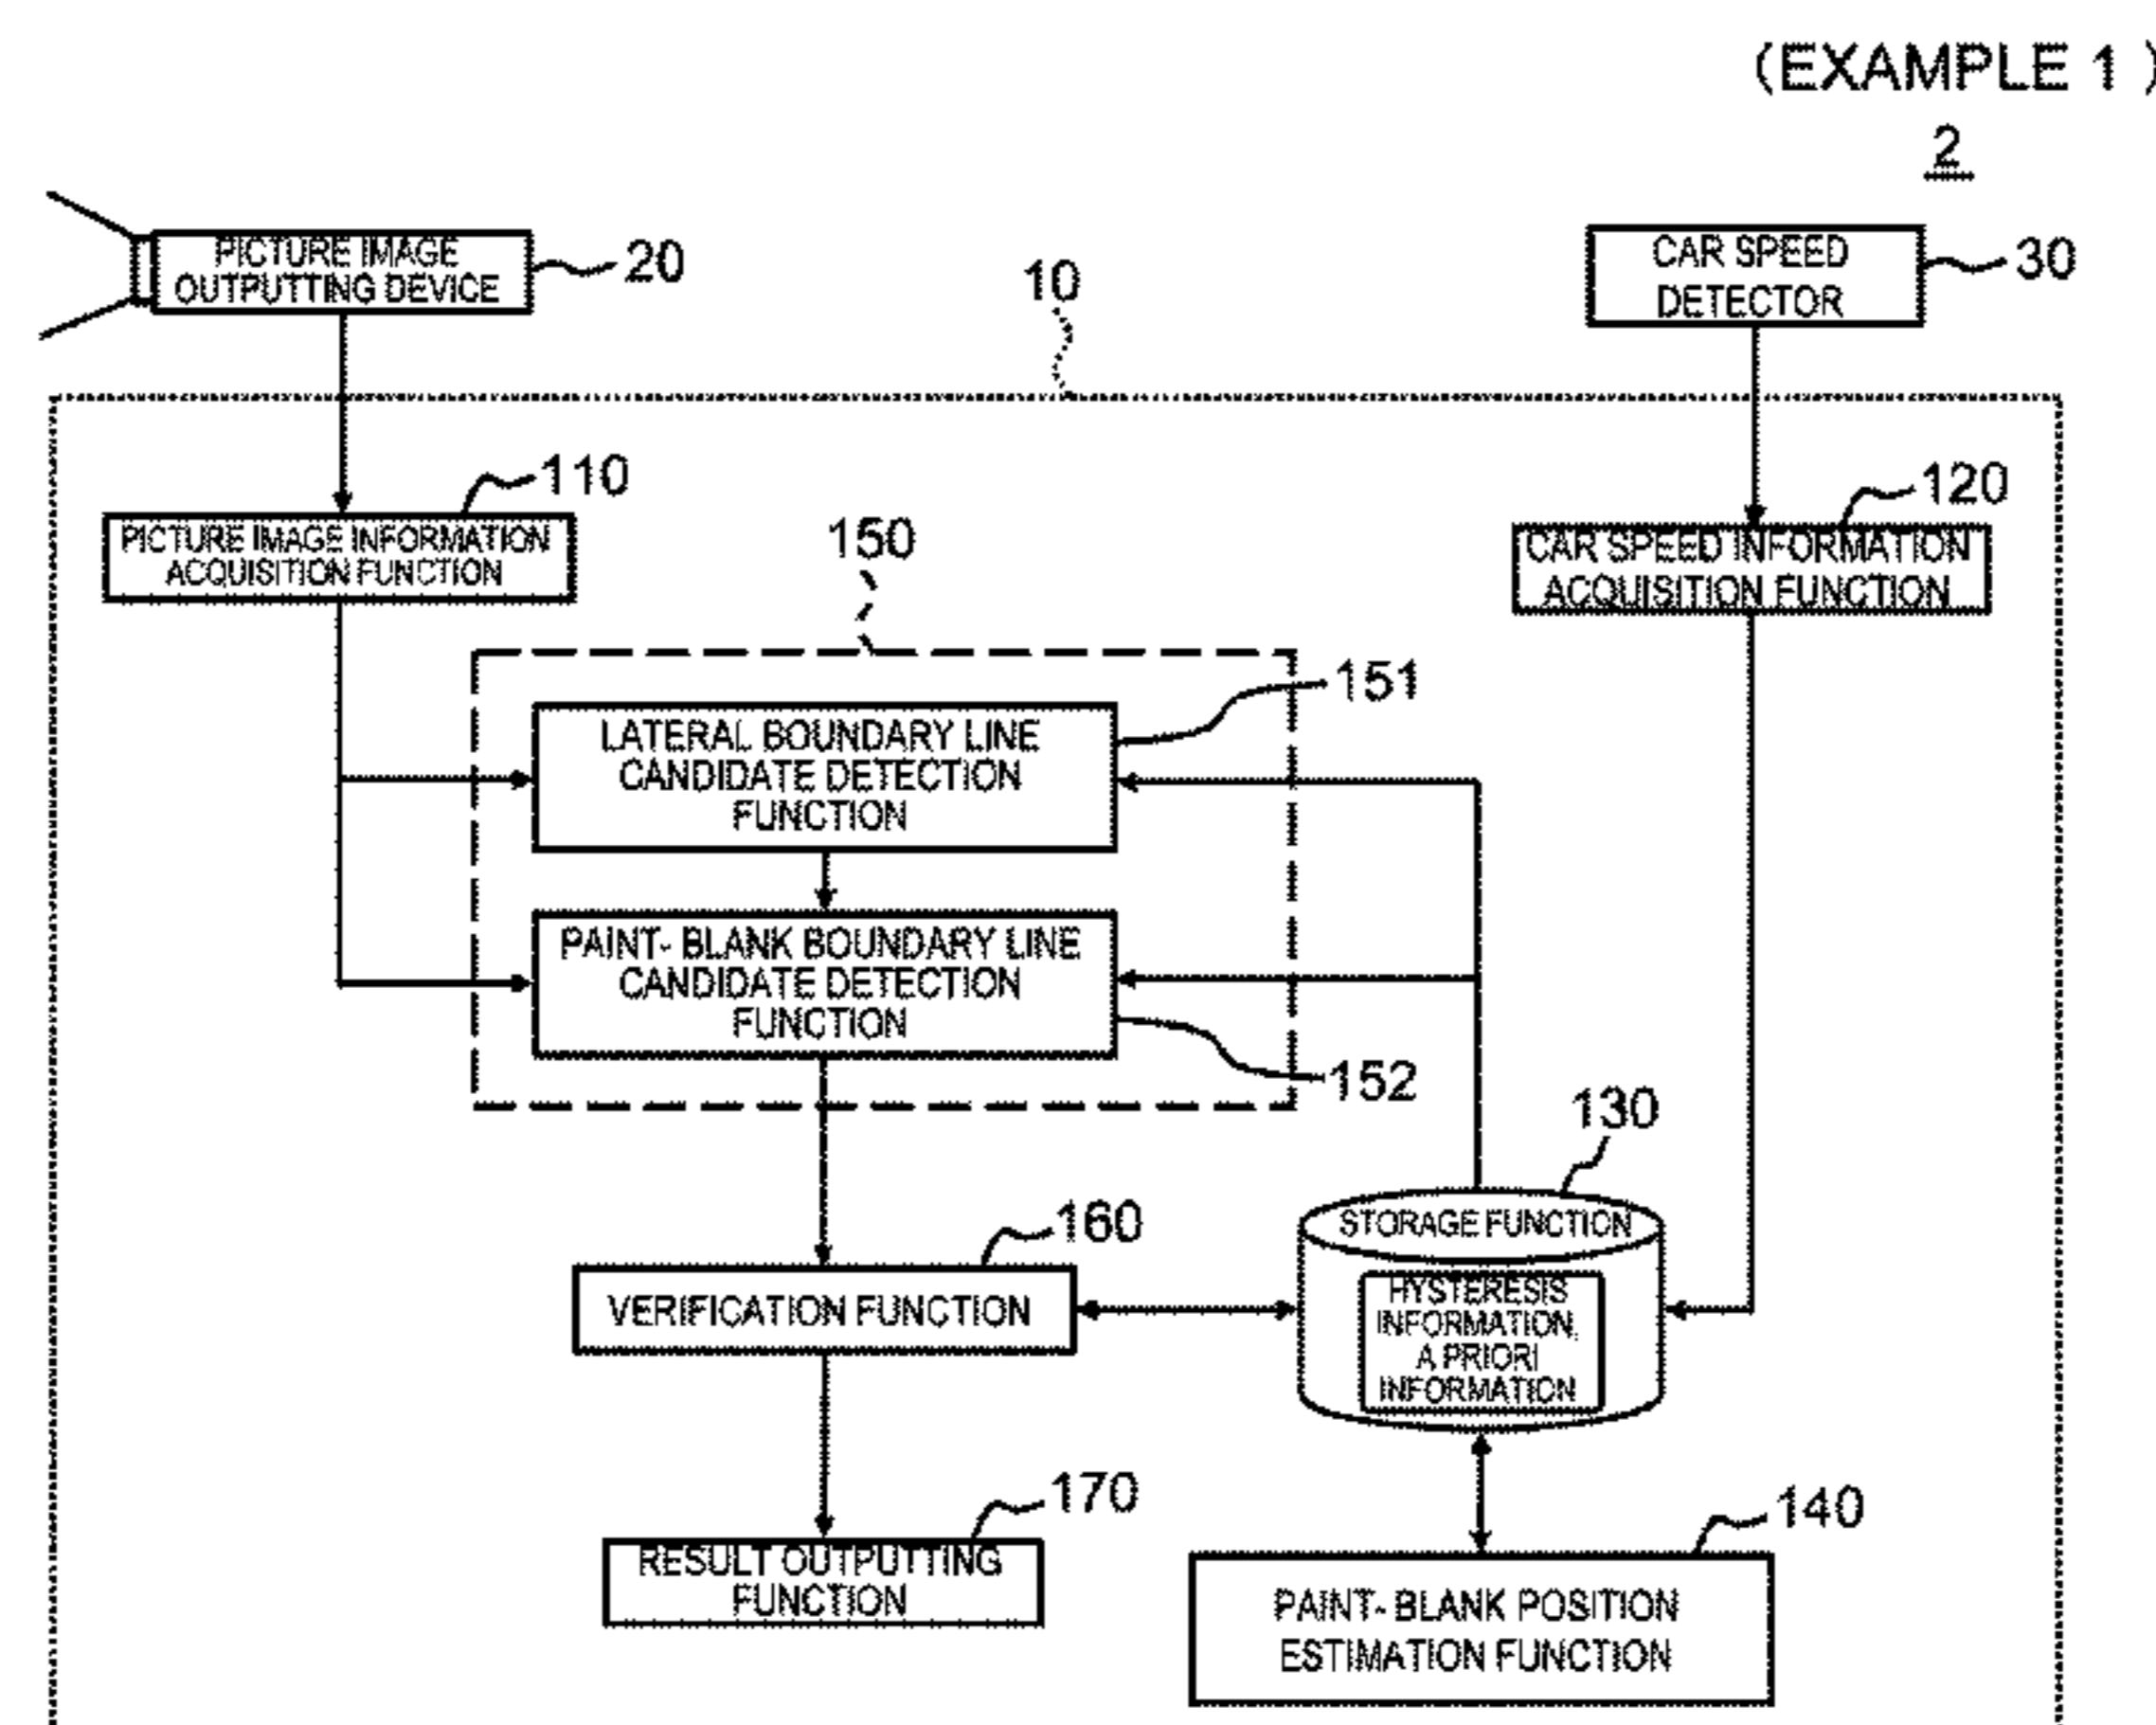 (EXAMPLE 1 )
2
PICTURE IMAGE
OUTPUTTING DEVICE
20
10
CAR SPEED
DETECTOR
30
110
PICTURE IMAGE INFORMATION
ACQUISITION FUNCTION
120
CAR SPEED INFORMATION
ACQUISITION FUNCTION
150
151
LATERAL BOUNDARY LINE
CANDIDATE DETECTION
FUNCTION
PAINT- BLANK BOUNDARY LINE
CANDIDATE DETECTION
FUNCTION
152
130
STORAGE FUNCTION
HYSTERESIS
INFORMATION,
A PRIORI
INFORMATION
160
VERIFICATION FUNCTION
170
RESULT OUTPUTTING
FUNCTION
140
PAINT- BLANK POSITION
ESTIMATION FUNCTION